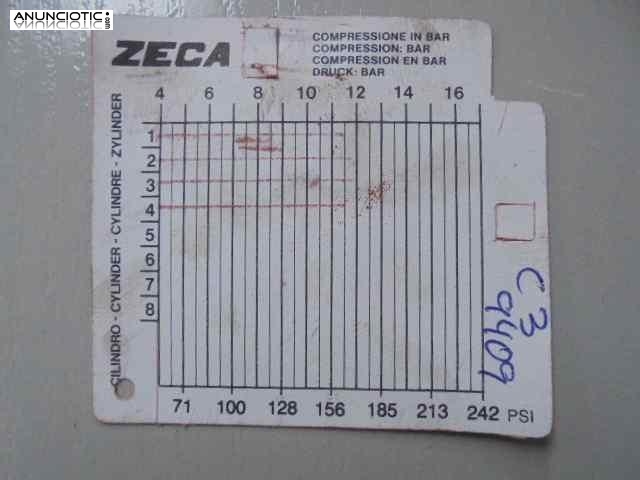 ANUNCIOTIC
.com
ZECA
COMPRESSIONE IN BAR
COMPRESSION: BAR
COMPRESSION EN BAR
DRUCK: BAR
4 6 8 10 12 14 16
CILINDRO - CYLINDER - CYLINDRE - ZYLINDER
1
2
3
4
5
6
7
8
71 100 128 156 185 213 242 PSI
C3
9409